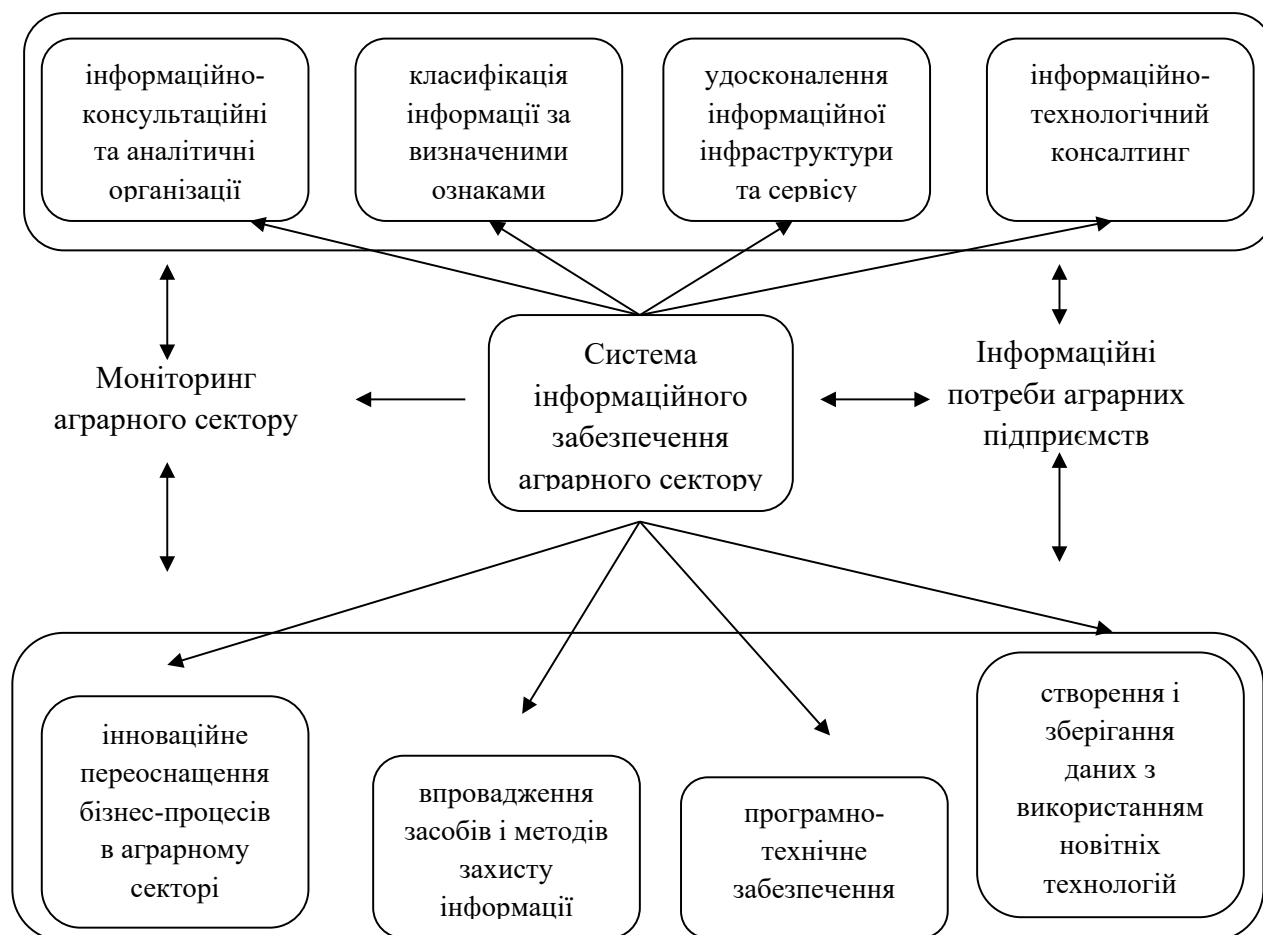 інформаційно-
консультаційні
та аналітичні
організації
класифікація
інформації за
визначеними
ознаками
удосконалення
інформаційної
інфраструктури
та сервісу
інформаційно-
технологічний
консалтинг
Моніторинг
аграрного сектору
Система
інформаційного
забезпечення
аграрного сектору
Інформаційні
потреби аграрних
підприємств
інноваційне
переоснащення
бізнес-процесів
в аграрному
секторі
впровадження
засобів і методів
захисту
інформації
програмно-
технічне
забезпечення
створення і
зберігання
даних з
використанням
новітніх
технологій